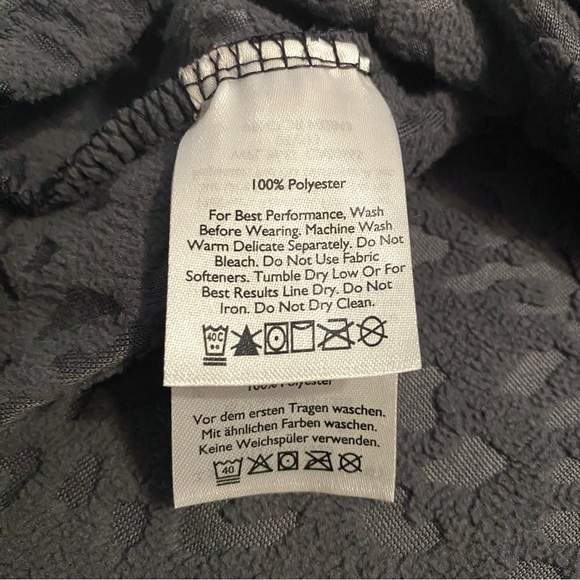 100% Polyester
For Best Performance, Wash
Before Wearing. Machine Wash
Warm Delicate Separately. Do Not
Bleach. Do Not Use Fabric
Softeners. Tumble Dry Low Or For
Best Results Line Dry. Do Not
Iron. Do Not Dry Clean.
40 C
100% Polyester
Vor dem ersten Tragen waschen.
Mit ähnlichen Farben waschen.
Keine Weichspüler verwenden.
40